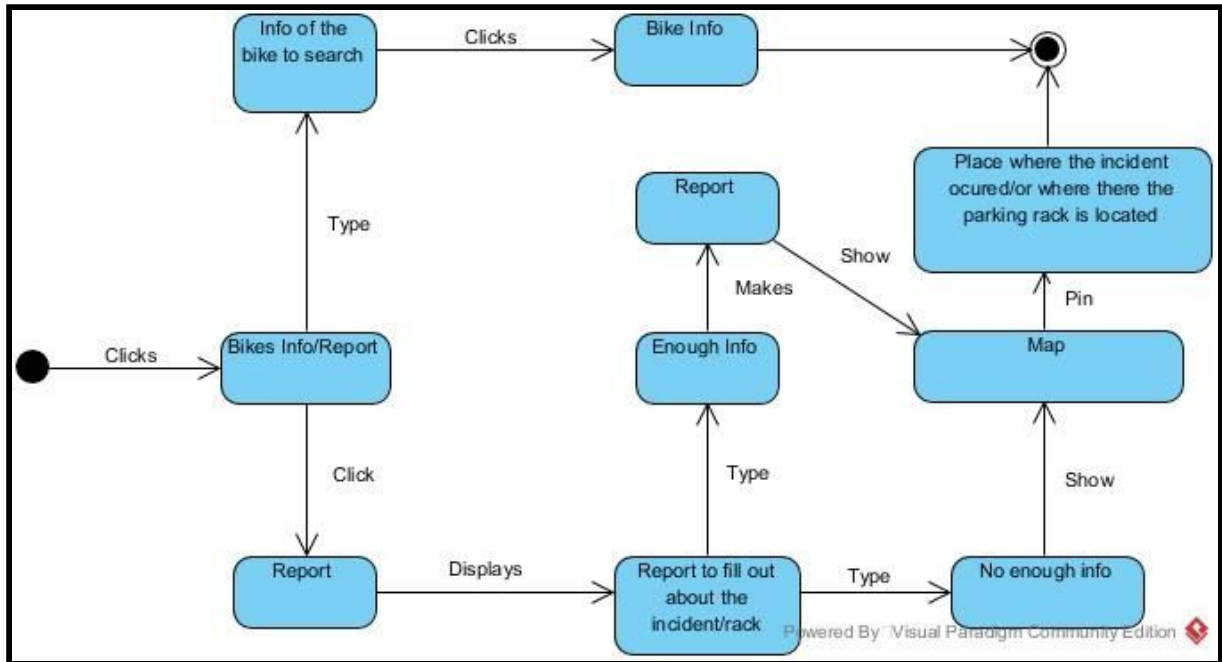 Info of the
bike to search
Clicks
Bike Info
Place where the incident
ocured/or where there the
parking rack is located
Report
Type
Show
Makes
Pin
Clicks
Bikes Info/Report
Enough Info
Map
Click
Type
Show
Report
Displays
Report to fill out
about the
incident/rack
Type
No enough info
Powered By Visual Paradigm Community Edition